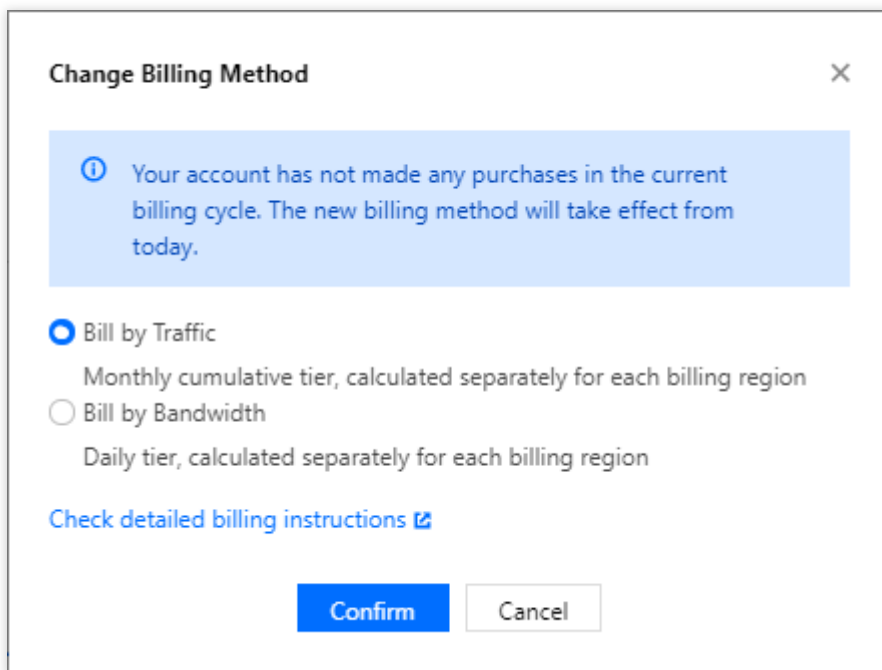 Change Billing Method
Your account has not made any purchases in the current
billing cycle. The new billing method will take effect from
today.
Bill by Traffic
Monthly cumulative tier, calculated separately for each billing region
Bill by Bandwidth
Daily tier, calculated separately for each billing region
Check detailed billing instructions
Confirm Cancel